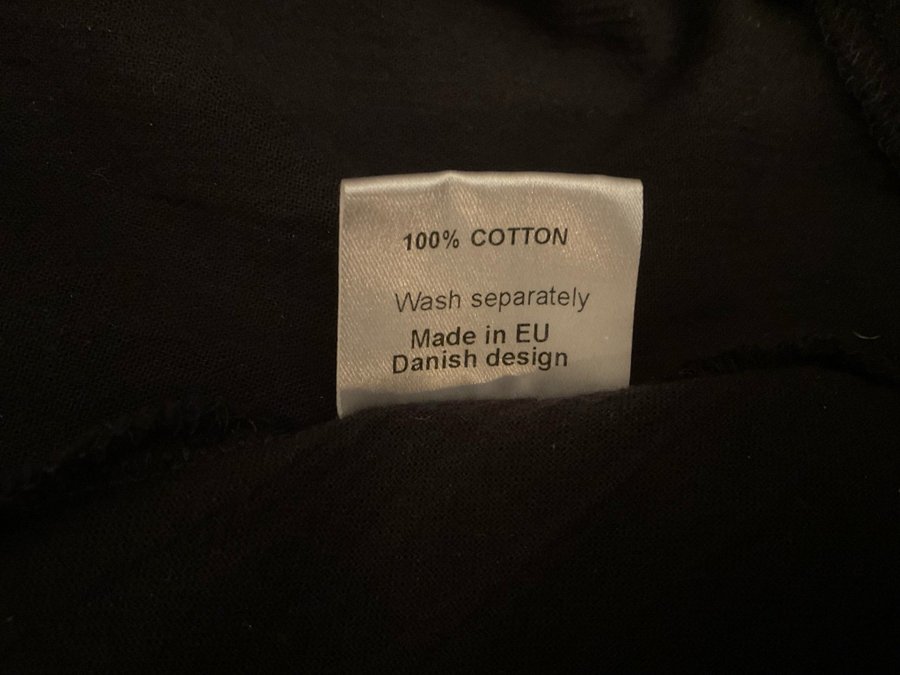 100% COTTON
Wash separately
Made in EU
Danish design